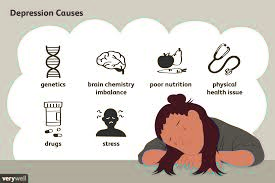 Depression Causes
genetics
brain chemistry
imbalance
poor nutrition
physical
health issue
drugs
stress
verywell